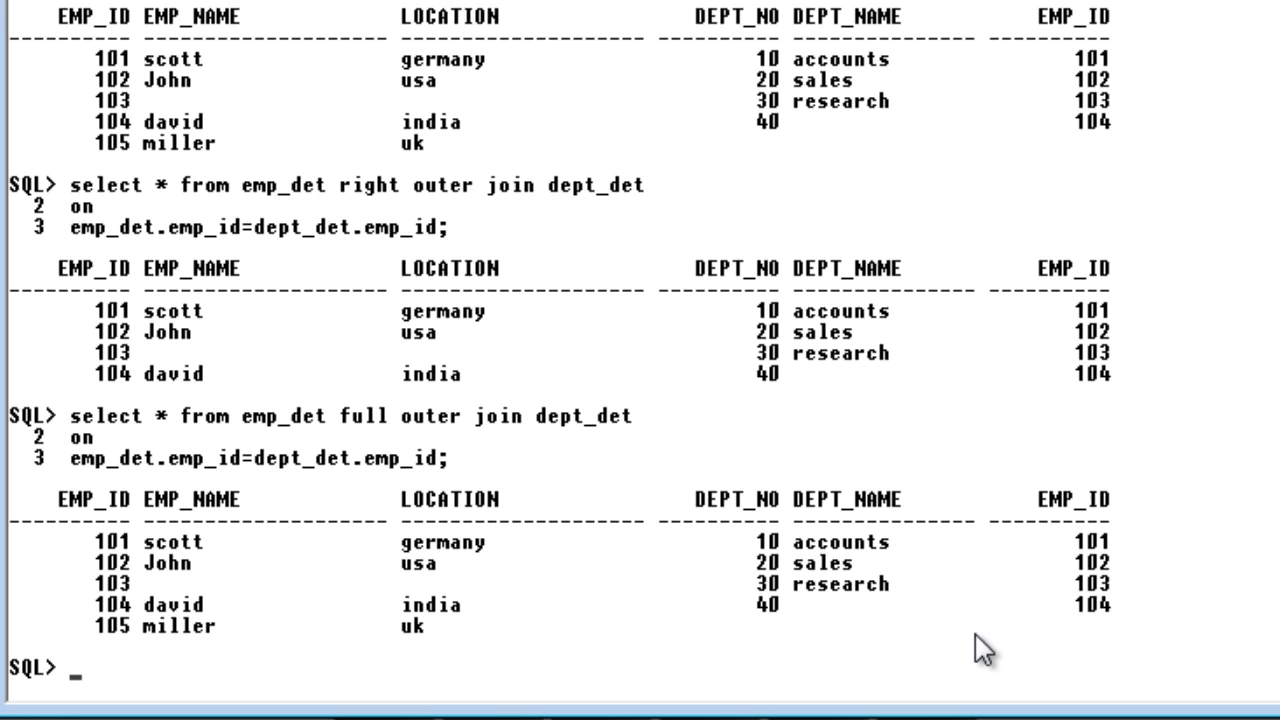 EMP_ID EMP_NAME LOCATION DEPT_NO DEPT_NAME EMP_ID
---------- -------------------- -------------------- ---------- --------------- ----------
101 scott germany 10 accounts 101
102 John usa 20 sales 102
103 30 research 103
104 david india 40 104
105 miller uk
SQL> select * from emp_det right outer join dept_det
2 on
3 emp_det.emp_id=dept_det.emp_id;
EMP_ID EMP_NAME LOCATION DEPT_NO DEPT_NAME EMP_ID
---------- -------------------- -------------------- ---------- --------------- ----------
101 scott germany 10 accounts 101
102 John usa 20 sales 102
103 30 research 103
104 david india 40 104
SQL> select * from emp_det full outer join dept_det
2 on
3 emp_det.emp_id=dept_det.emp_id;
EMP_ID EMP_NAME LOCATION DEPT_NO DEPT_NAME EMP_ID
---------- -------------------- -------------------- ---------- --------------- ----------
101 scott germany 10 accounts 101
102 John usa 20 sales 102
103 30 research 103
104 david india 40 104
105 miller uk
SQL> _